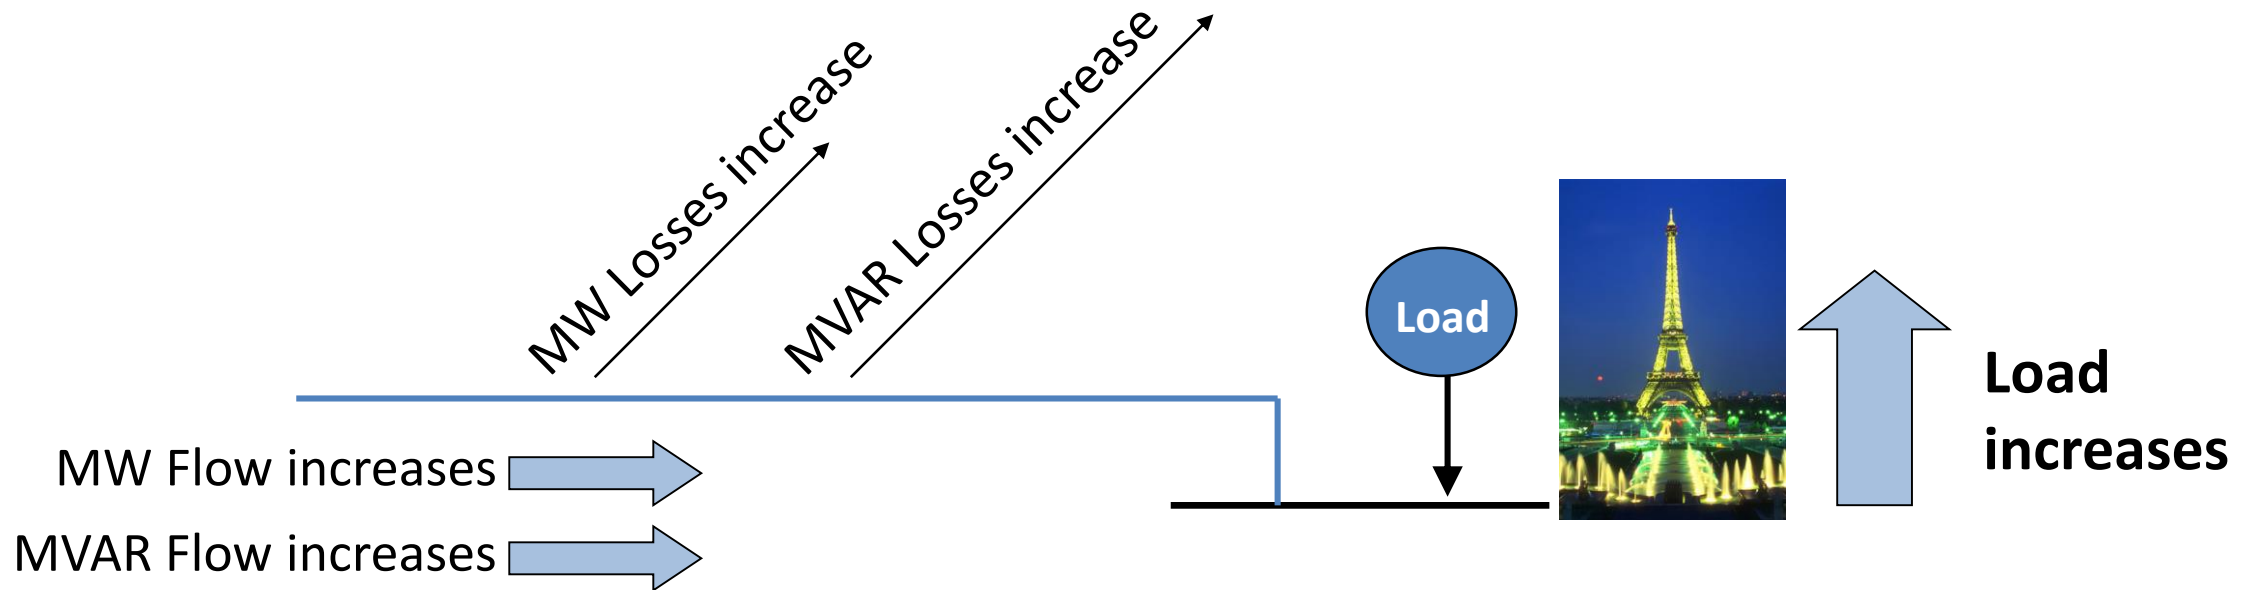 MW Losses increase
MVAR Losses increase
Load
Load
increases
MW Flow increases
MVAR Flow increases